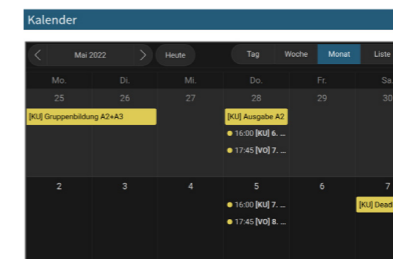 Kalender
Mai 2022 Heute Tag Woche Monat Liste
Mo. Di. Mi. Do. Fr. Sa.
25 26 27 28 29 30
[KU] Gruppenbildung A2+A3 [KU] Ausgabe A2
16:00 [KU] 6. ...
17:45 [VO] 7. ...
2 3 4 5 6 7
16:00 [KU] 7. ... [KU] Dead
17:45 [VO] 8. ...